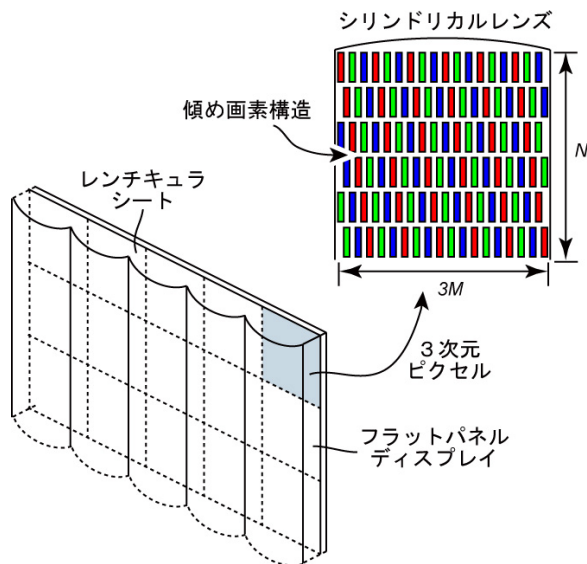 シリンドリカルレンズ
傾め画素構造
N
レンチキュラ
シート
3M
3次元
ピクセル
フラットパネル
ディスプレイ